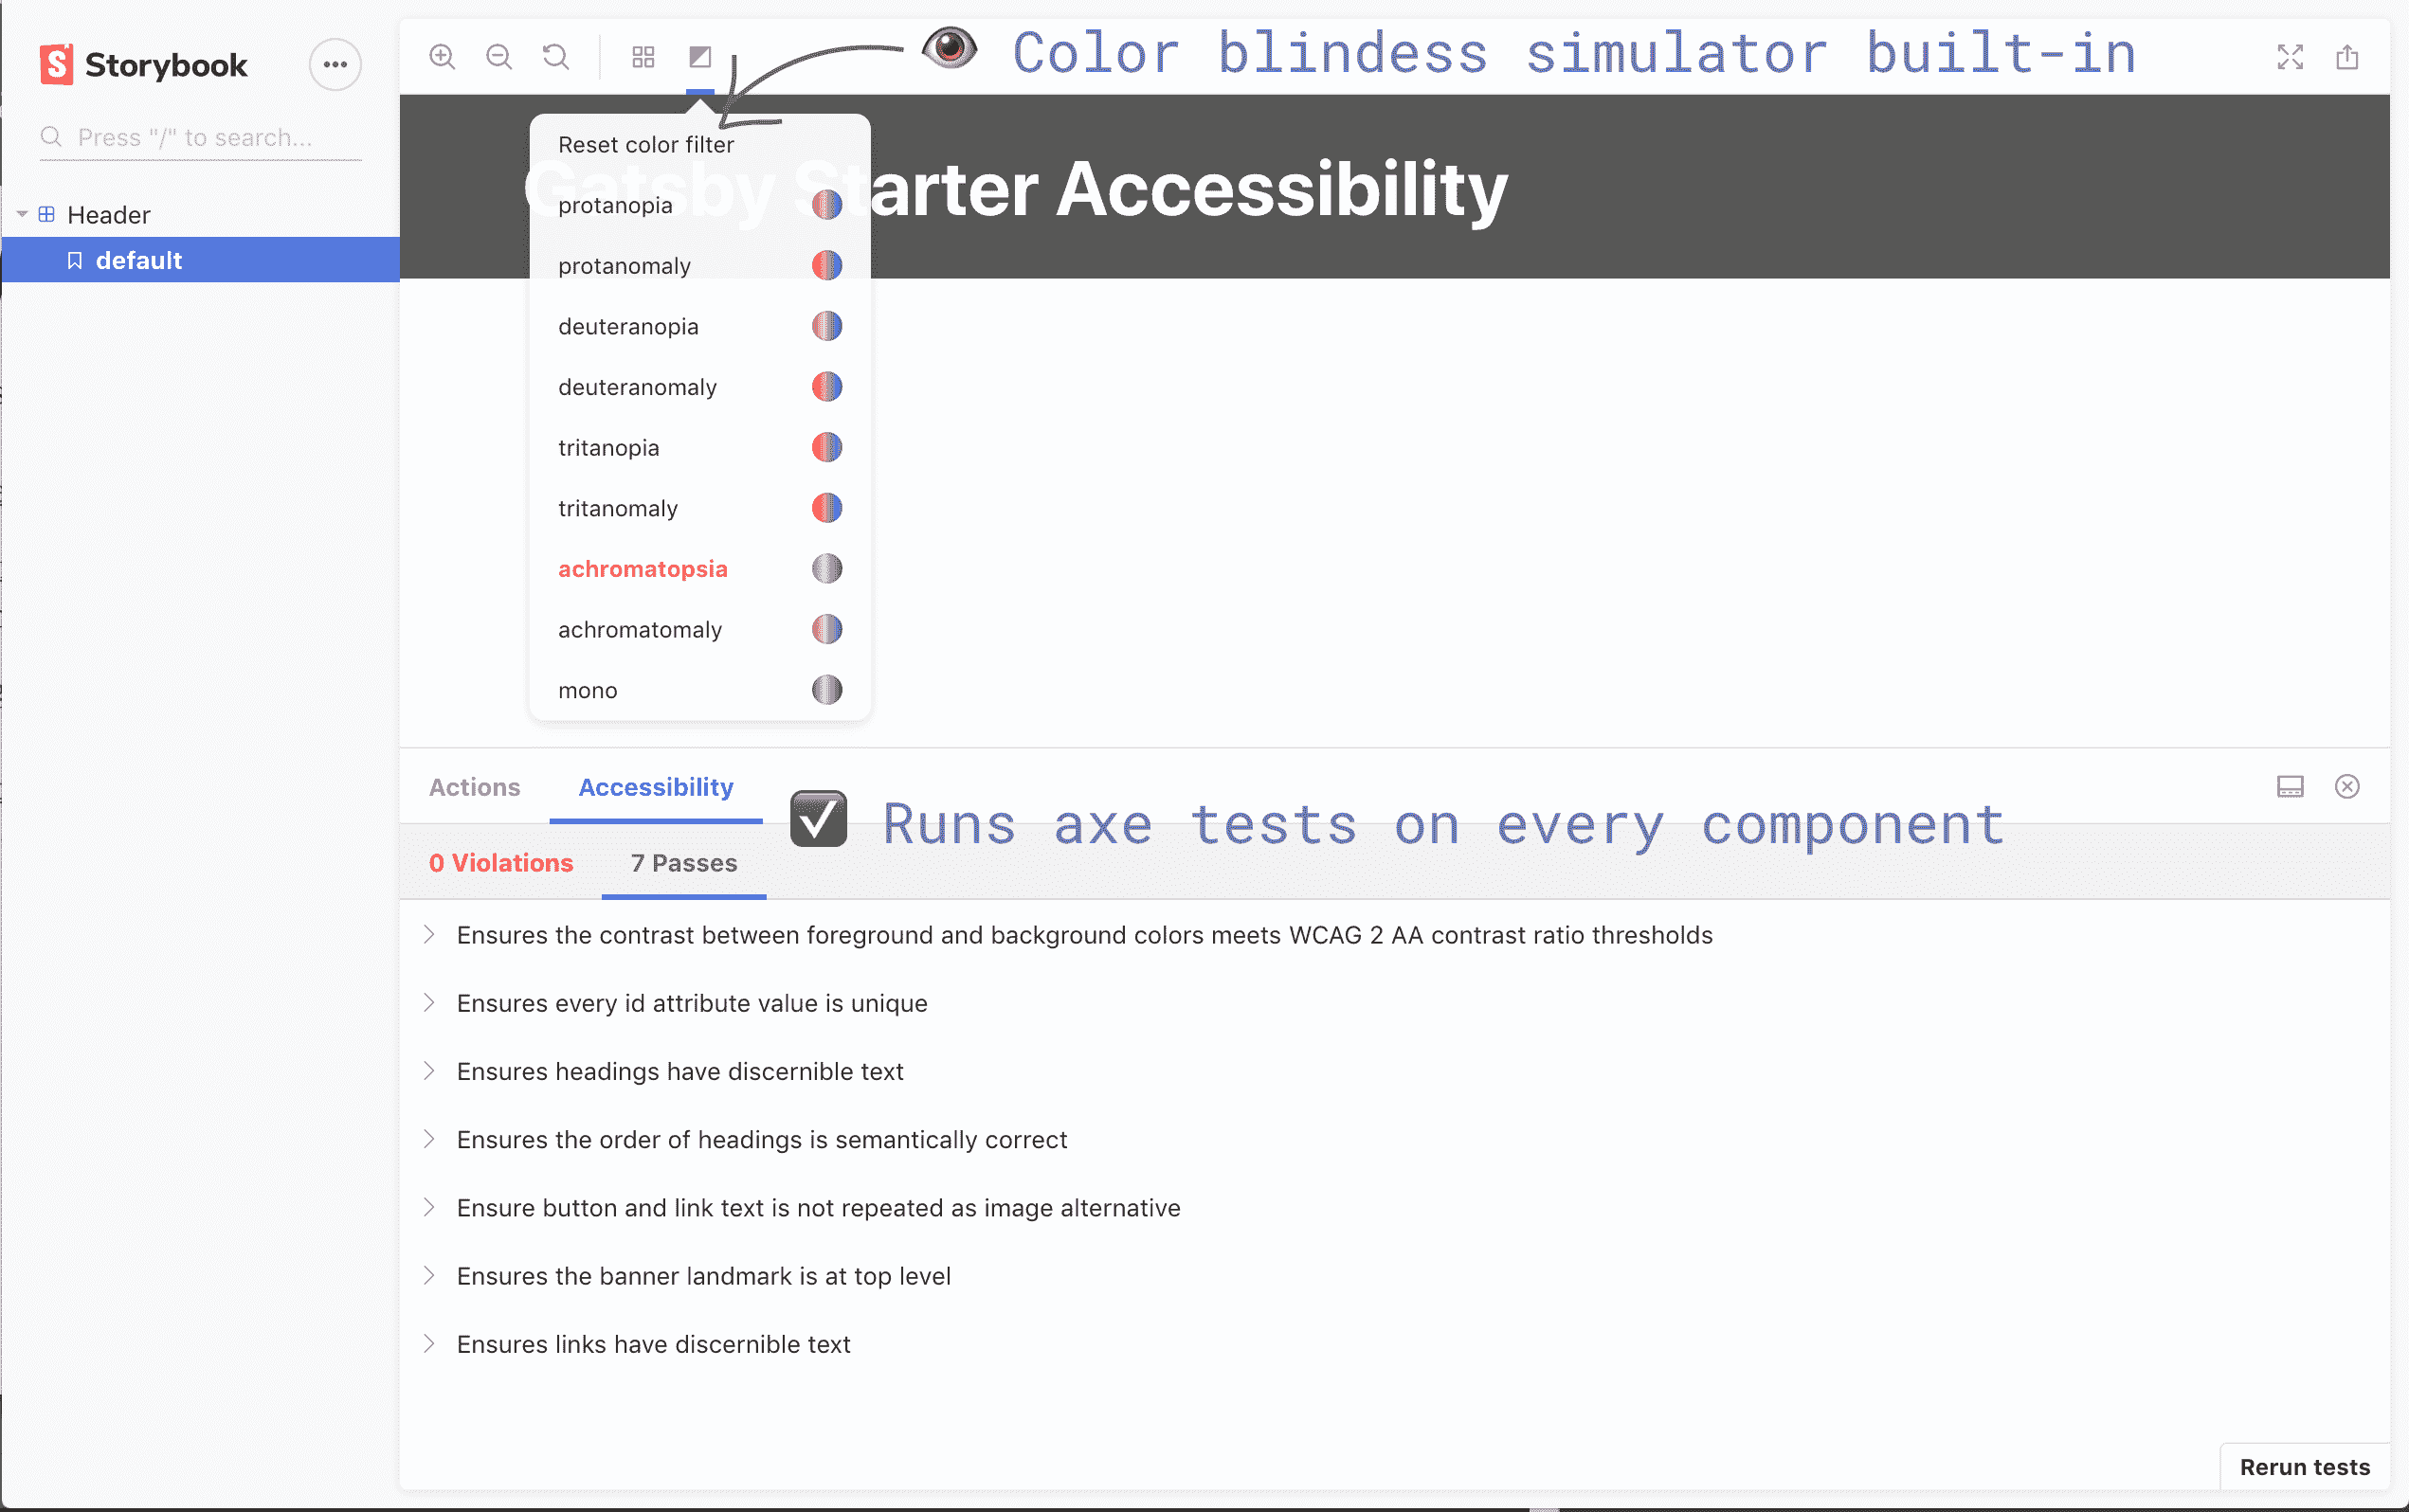 Storybook
Press "/" to search...
Header
default
Color blindess simulator built-in
Gatsby Starter Accessibility
Reset color filter
protanopia
protanomaly
deuteranopia
deuteranomaly
tritanopia
tritanomaly
achromatopsia
achromatomaly
mono
Actions
Accessibility
Runs axe tests on every component
0 Violations
7 Passes
Ensures the contrast between foreground and background colors meets WCAG 2 AA contrast ratio thresholds
Ensures every id attribute value is unique
Ensures headings have discernible text
Ensures the order of headings is semantically correct
Ensure button and link text is not repeated as image alternative
Ensures the banner landmark is at top level
Ensures links have discernible text
Rerun tests